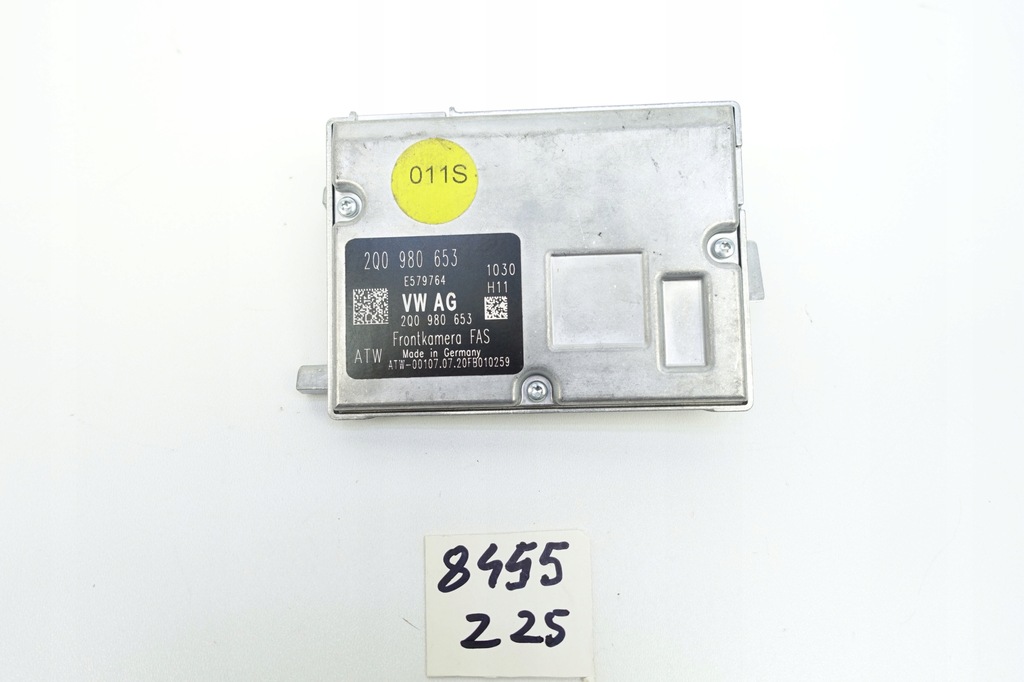 011S
2Q0 980 653
E579764
1030
H11
VW AG
2Q0 980 653
Frontkamera FAS
ATW
Made in Germany
ATW-00107.07.20FB010259
8455
225